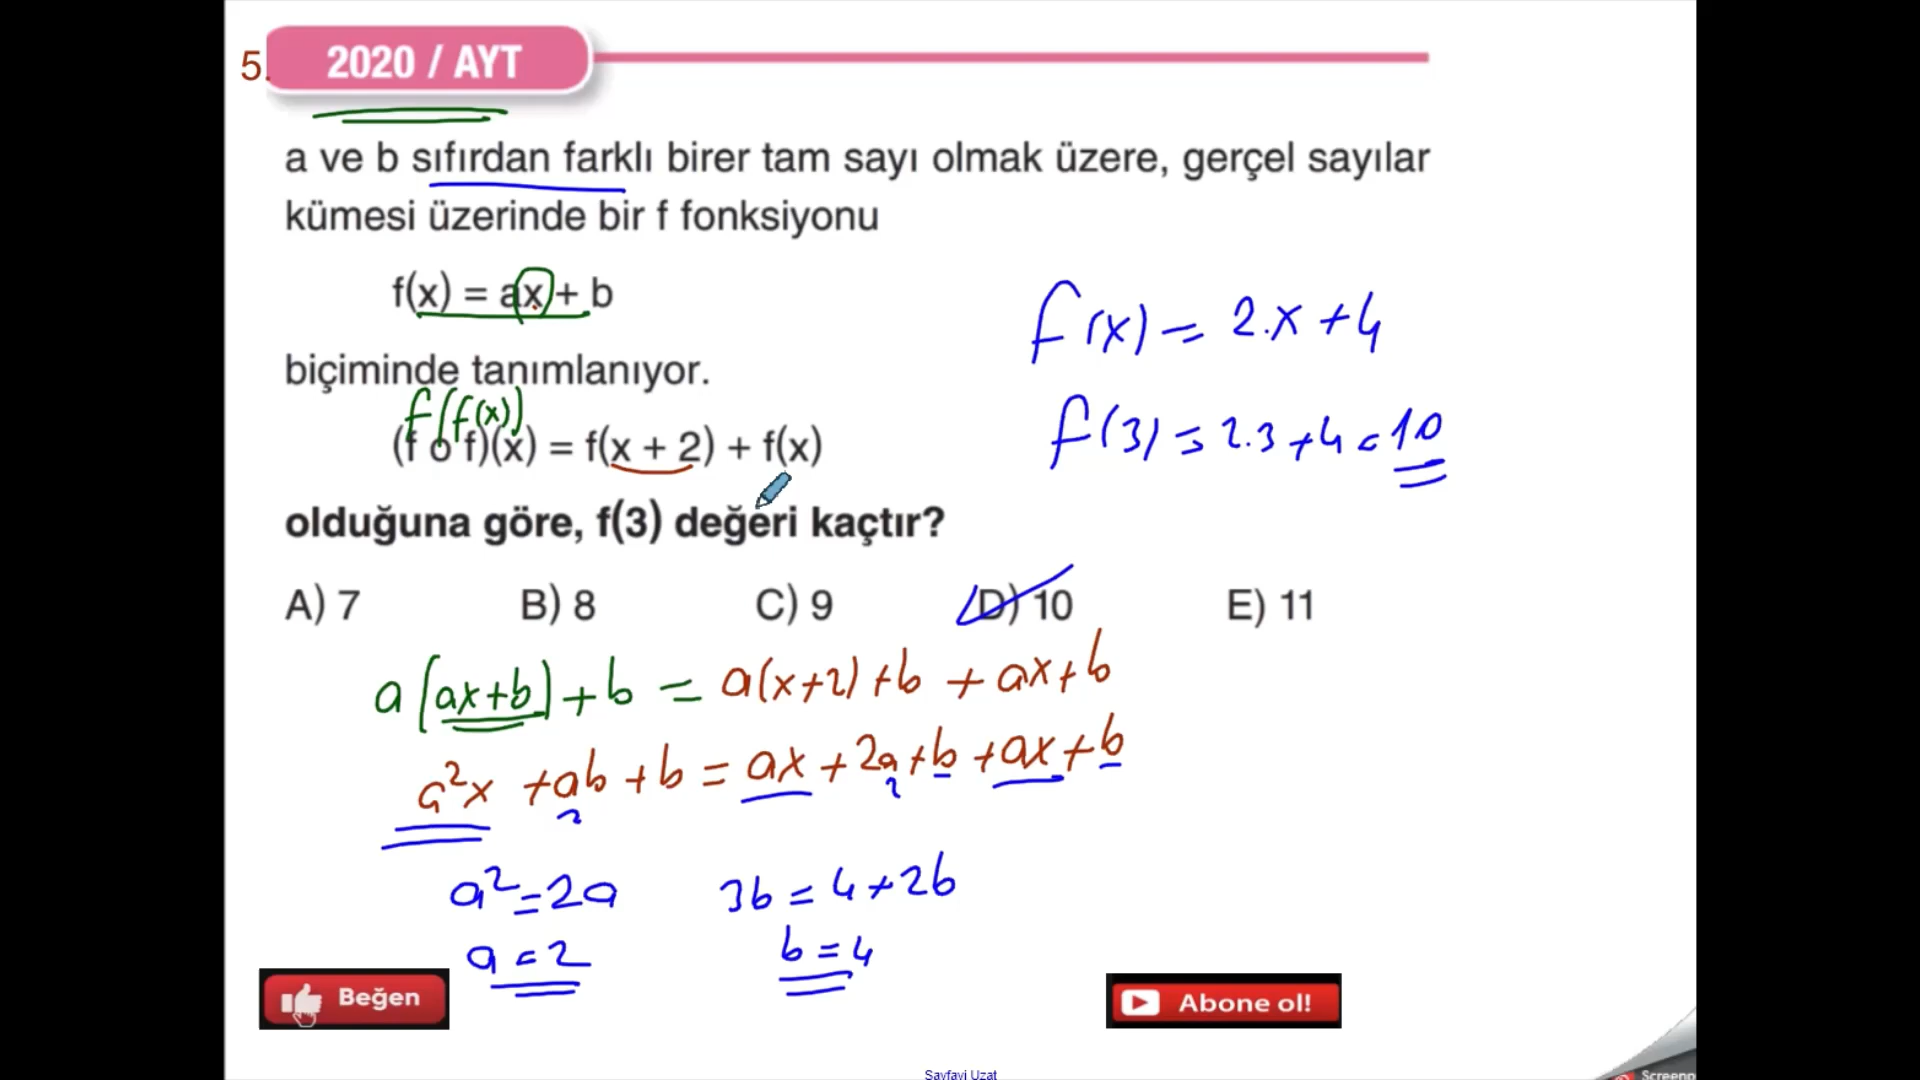 5. 2020 / AYT
a ve b sıfırdan farklı birer tam sayı olmak üzere, gerçel sayılar
kümesi üzerinde bir f fonksiyonu
f(x) = ax + b
f(x) = 2.x + 4
biçiminde tanımlanıyor.
f(f(x))
(f o f)(x) = f(x + 2) + f(x)
f(3) = 2.3 + 4 = 10
olduğuna göre, f(3) değeri kaçtır?
A) 7 B) 8 C) 9 D) 10 E) 11
a(ax+b) + b = a(x+2) + b + ax + b
a²x + ab + b = ax + 2a + b + ax + b
a² = 2a 3b = 4 + 2b
a = 2 b = 4
Beğen Abone ol!
Sayfayi Uzat